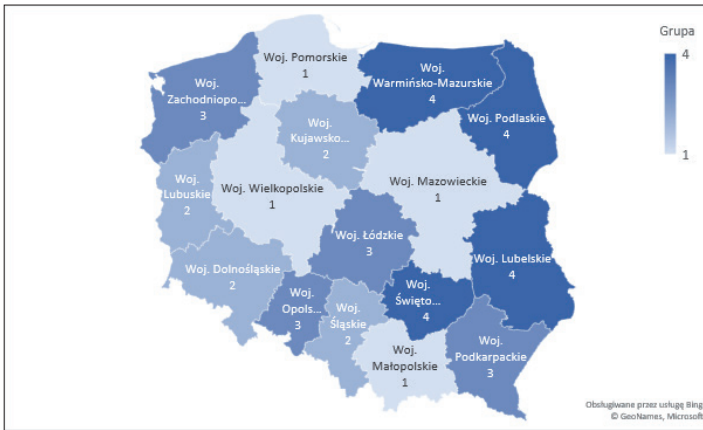 Grupa
4
1
Woj. Pomorskie
1
Woj.
Warmińsko-Mazurskie
4
Woj.
Zachodniopo...
3
Woj. Podlaskie
4
Woj.
Kujawsko...
2
Woj.
Lubuskie
2
Woj. Wielkopolskie
1
Woj. Mazowieckie
1
Woj. Łódzkie
3
Woj. Lubelskie
4
Woj. Dolnośląskie
2
Woj.
Opols...
3
Woj.
Śląskie
2
Woj.
Święto...
4
Woj.
Małopolskie
1
Woj.
Podkarpackie
3
Obsługiwane przez usługę Bing
© GeoNames, Microsoft